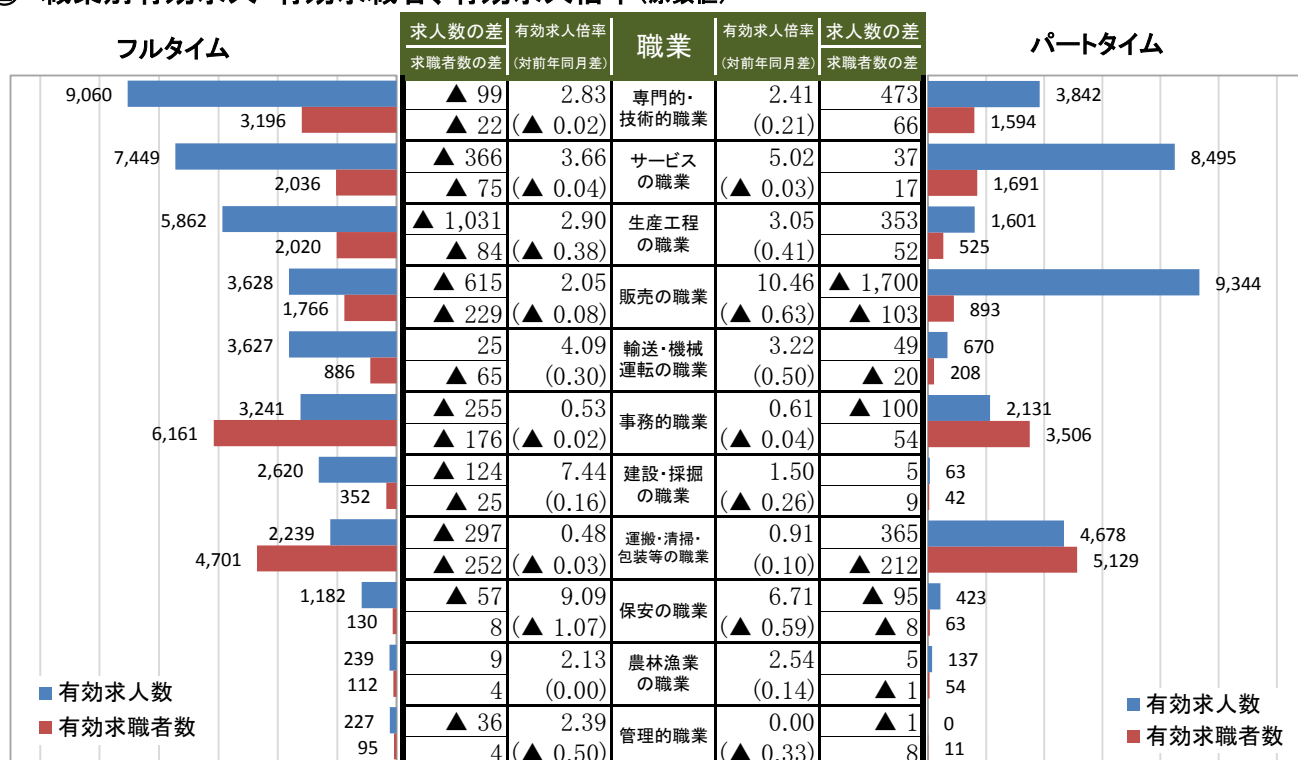 フルタイム
求人数の差 有効求人倍率 職業 有効求人倍率 求人数の差
求職者数の差 (対前年同月差) (対前年同月差) 求職者数の差
パートタイム
9,060 ▲ 99 2.83 専門的・ 2.41 473 3,842
3,196 ▲ 22 (▲ 0.02) 技術的職業 (0.21) 66 1,594
7,449 ▲ 366 3.66 サービス 5.02 37 8,495
2,036 ▲ 75 (▲ 0.04) の職業 (▲ 0.03) 17 1,691
5,862 ▲ 1,031 2.90 生産工程 3.05 353 1,601
2,020 ▲ 84 (▲ 0.38) の職業 (0.41) 52 525
3,628 ▲ 615 2.05 販売の職業 10.46 ▲ 1,700 9,344
1,766 ▲ 229 (▲ 0.08) (▲ 0.63) ▲ 103 893
3,627 25 4.09 輸送・機械 3.22 49 670
886 ▲ 65 (0.30) 運転の職業 (0.50) ▲ 20 208
3,241 ▲ 255 0.53 事務的職業 0.61 ▲ 100 2,131
6,161 ▲ 176 (▲ 0.02) (▲ 0.04) 54 3,506
2,620 ▲ 124 7.44 建設・採掘 1.50 5 63
352 ▲ 25 (0.16) の職業 (▲ 0.26) 9 42
2,239 ▲ 297 0.48 運搬・清掃・ 0.91 365 4,678
4,701 ▲ 252 (▲ 0.03) 包装等の職業 (0.10) ▲ 212 5,129
1,182 ▲ 57 9.09 保安の職業 6.71 ▲ 95 423
130 8 (▲ 1.07) (▲ 0.59) ▲ 8 63
239 9 2.13 農林漁業 2.54 5 137
112 4 (0.00) の職業 (0.14) ▲ 1 54
227 ▲ 36 2.39 管理的職業 0.00 ▲ 1 0
95 4 (▲ 0.50) (▲ 0.33) 8 11
有効求人数
有効求職者数
有効求人数
有効求職者数